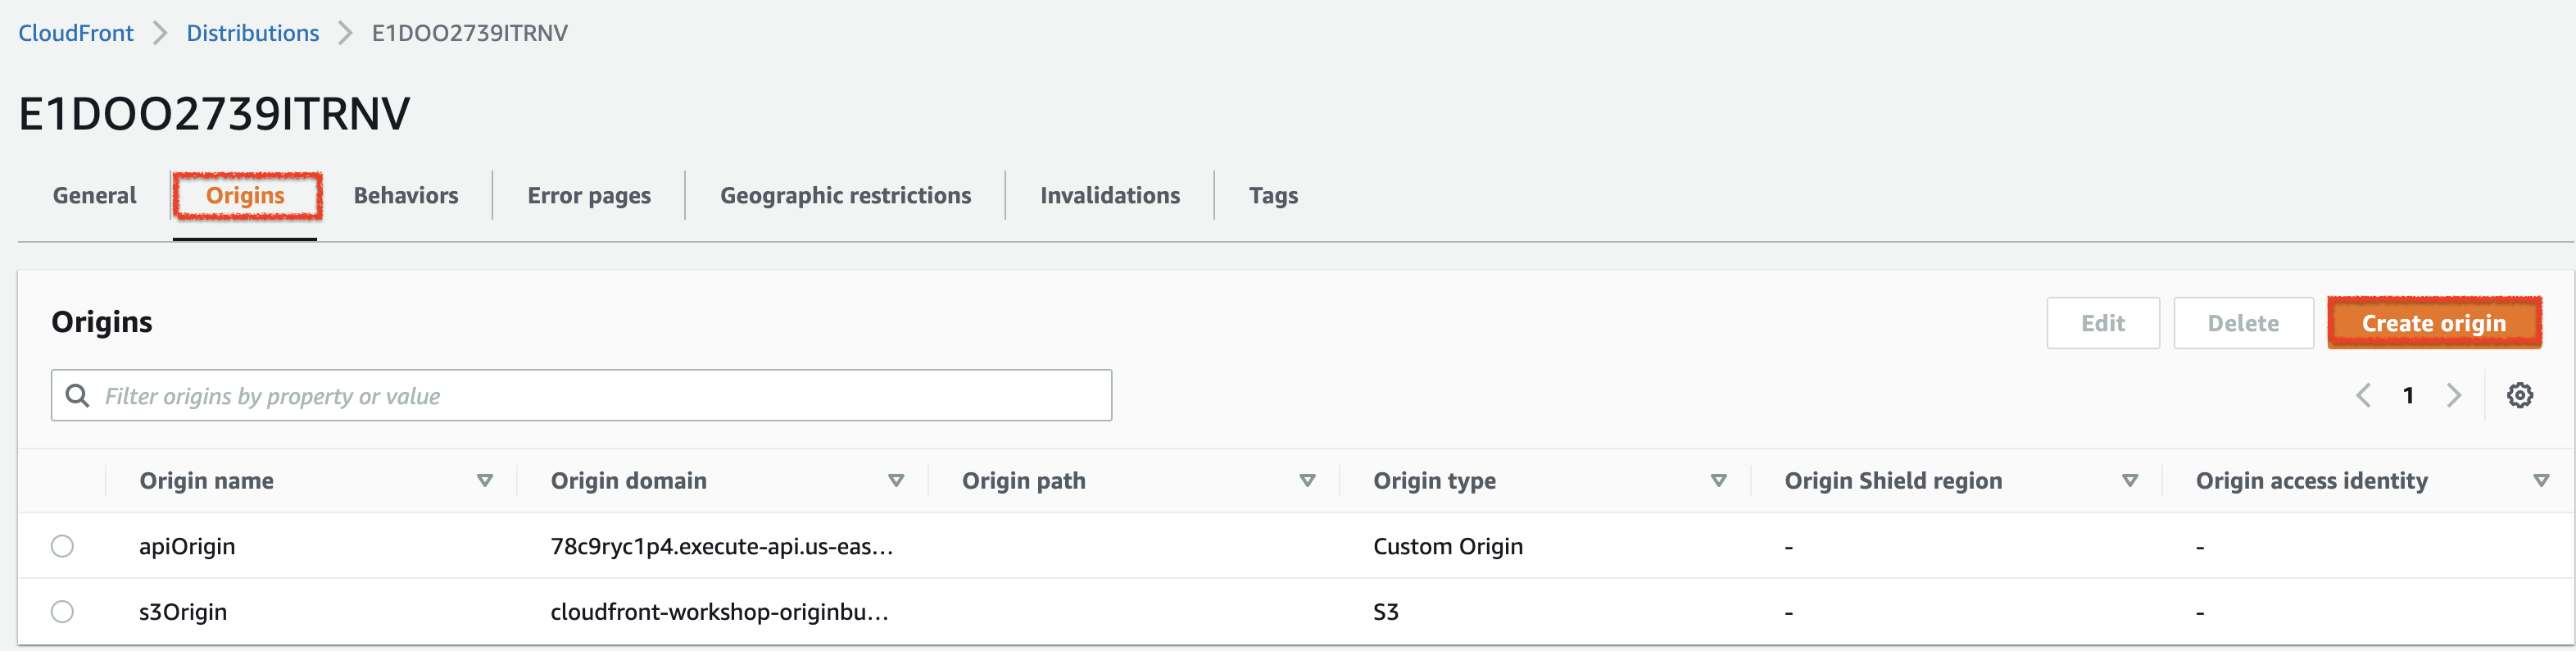 CloudFront > Distributions > E1DOO2739ITRNV
E1DOO2739ITRNV
General Origins Behaviors Error pages Geographic restrictions Invalidations Tags
Origins Edit Delete Create origin
Filter origins by property or value 1
Origin name Origin domain Origin path Origin type Origin Shield region Origin access identity
apiOrigin 78c9ryc1p4.execute-api.us-eas... Custom Origin - -
s3Origin cloudfront-workshop-originbu... S3 - -